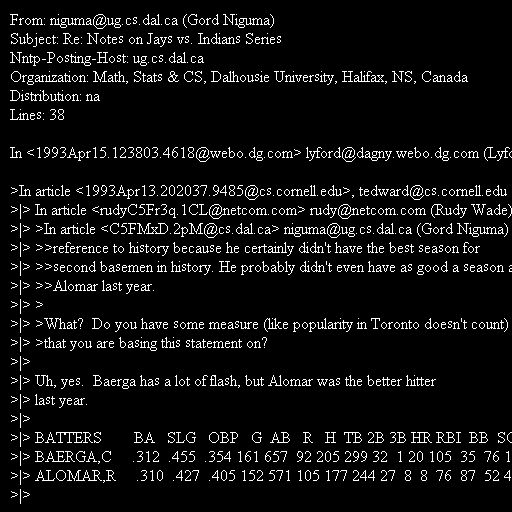 From: niguma@ug.cs.dal.ca (Gord Niguma)
Subject: Re: Notes on Jays vs. Indians Series
Nntp-Posting-Host: ug.cs.dal.ca
Organization: Math, Stats & CS, Dalhousie University, Halifax, NS, Canada
Distribution: na
Lines: 38

In <1993Apr15.123803.4618@webo.dg.com> lyford@dagny.webo.dg.com (Lyfo

>In article <1993Apr13.202037.9485@cs.cornell.edu>, tedward@cs.cornell.edu
>|> In article <rudyC5Fr3q.1CL@netcom.com> rudy@netcom.com (Rudy Wade)
>|> >In article <C5FMxD.2pM@cs.dal.ca> niguma@ug.cs.dal.ca (Gord Niguma)
>|> >>reference to history because he certainly didn't have the best season for
>|> >>second basemen in history. He probably didn't even have as good a season a
>|> >>Alomar last year.
>|> >
>|> >What?  Do you have some measure (like popularity in Toronto doesn't count)
>|> >that you are basing this statement on?
>|>
>|> Uh, yes.  Baerga has a lot of flash, but Alomar was the better hitter
>|> last year.
>|>
>|> BATTERS       BA   SLG   OBP   G  AB   R   H  TB 2B 3B HR RBI  BB  SO
>|> BAERGA,C     .312  .455  .354 161 657  92 205 299 32  1 20 105  35  76 1
>|> ALOMAR,R    .310  .427  .405 152 571 105 177 244 27  8  8  76  87  52 4
>|>